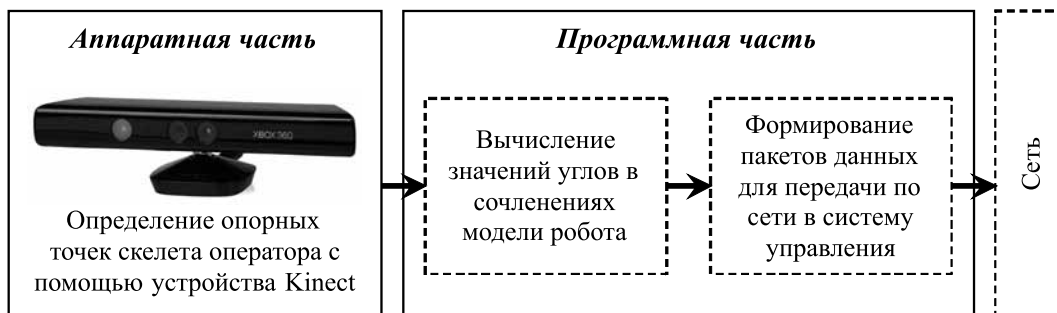 Аппаратная часть
XBOX 360
Определение опорных
точек скелета оператора с
помощью устройства Kinect
Программная часть
Вычисление
значений углов в
сочленениях
модели робота
Формирование
пакетов данных
для передачи по
сети в систему
управления
Сеть